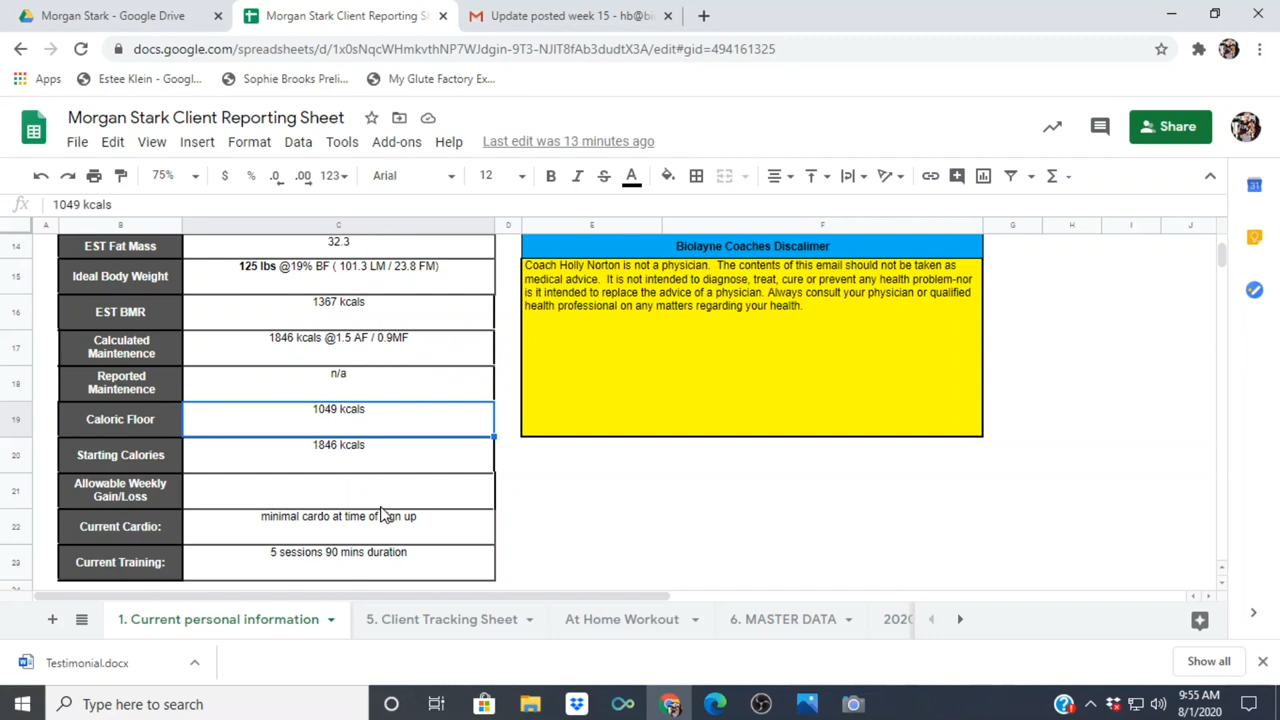 Morgan Stark - Google Drive
Morgan Stark Client Reporting S
Update posted week 15 - hb@bi
docs.google.com/spreadsheets/d/1x0sNqcWHmkvthNP7WJdgin-9T3-NJIT8fAb3dudtX3A/edit#gid=494161325
Apps
Estee Klein - Googl...
Sophie Brooks Preli...
My Glute Factory Ex...
Morgan Stark Client Reporting Sheet
File Edit View Insert Format Data Tools Add-ons Help Last edit was 13 minutes ago
Share
75% $ % .0 .00 123 Arial 12 B I S A
fx 1049 kcals
A B C D E F G H I J
14 EST Fat Mass 32.3
Biolayne Coaches Discalimer
15 Ideal Body Weight 125 lbs @19% BF ( 101.3 LM / 23.8 FM)
Coach Holly Norton is not a physician. The contents of this email should not be taken as
medical advice. It is not intended to diagnose, treat, cure or prevent any health problem-nor
is it intended to replace the advice of a physician. Always consult your physician or qualified
health professional on any matters regarding your health.
16 EST BMR 1367 kcals
17 Calculated
Maintenence
1846 kcals @1.5 AF / 0.9MF
18 Reported
Maintenence
n/a
19 Caloric Floor 1049 kcals
20 Starting Calories 1846 kcals
21 Allowable Weekly
Gain/Loss
22 Current Cardio: minimal cardo at time of up
23 Current Training: 5 sessions 90 mins duration
1. Current personal information
5. Client Tracking Sheet
At Home Workout
6. MASTER DATA
2020
Testimonial.docx
Show all
Type here to search
9:55 AM
8/1/2020